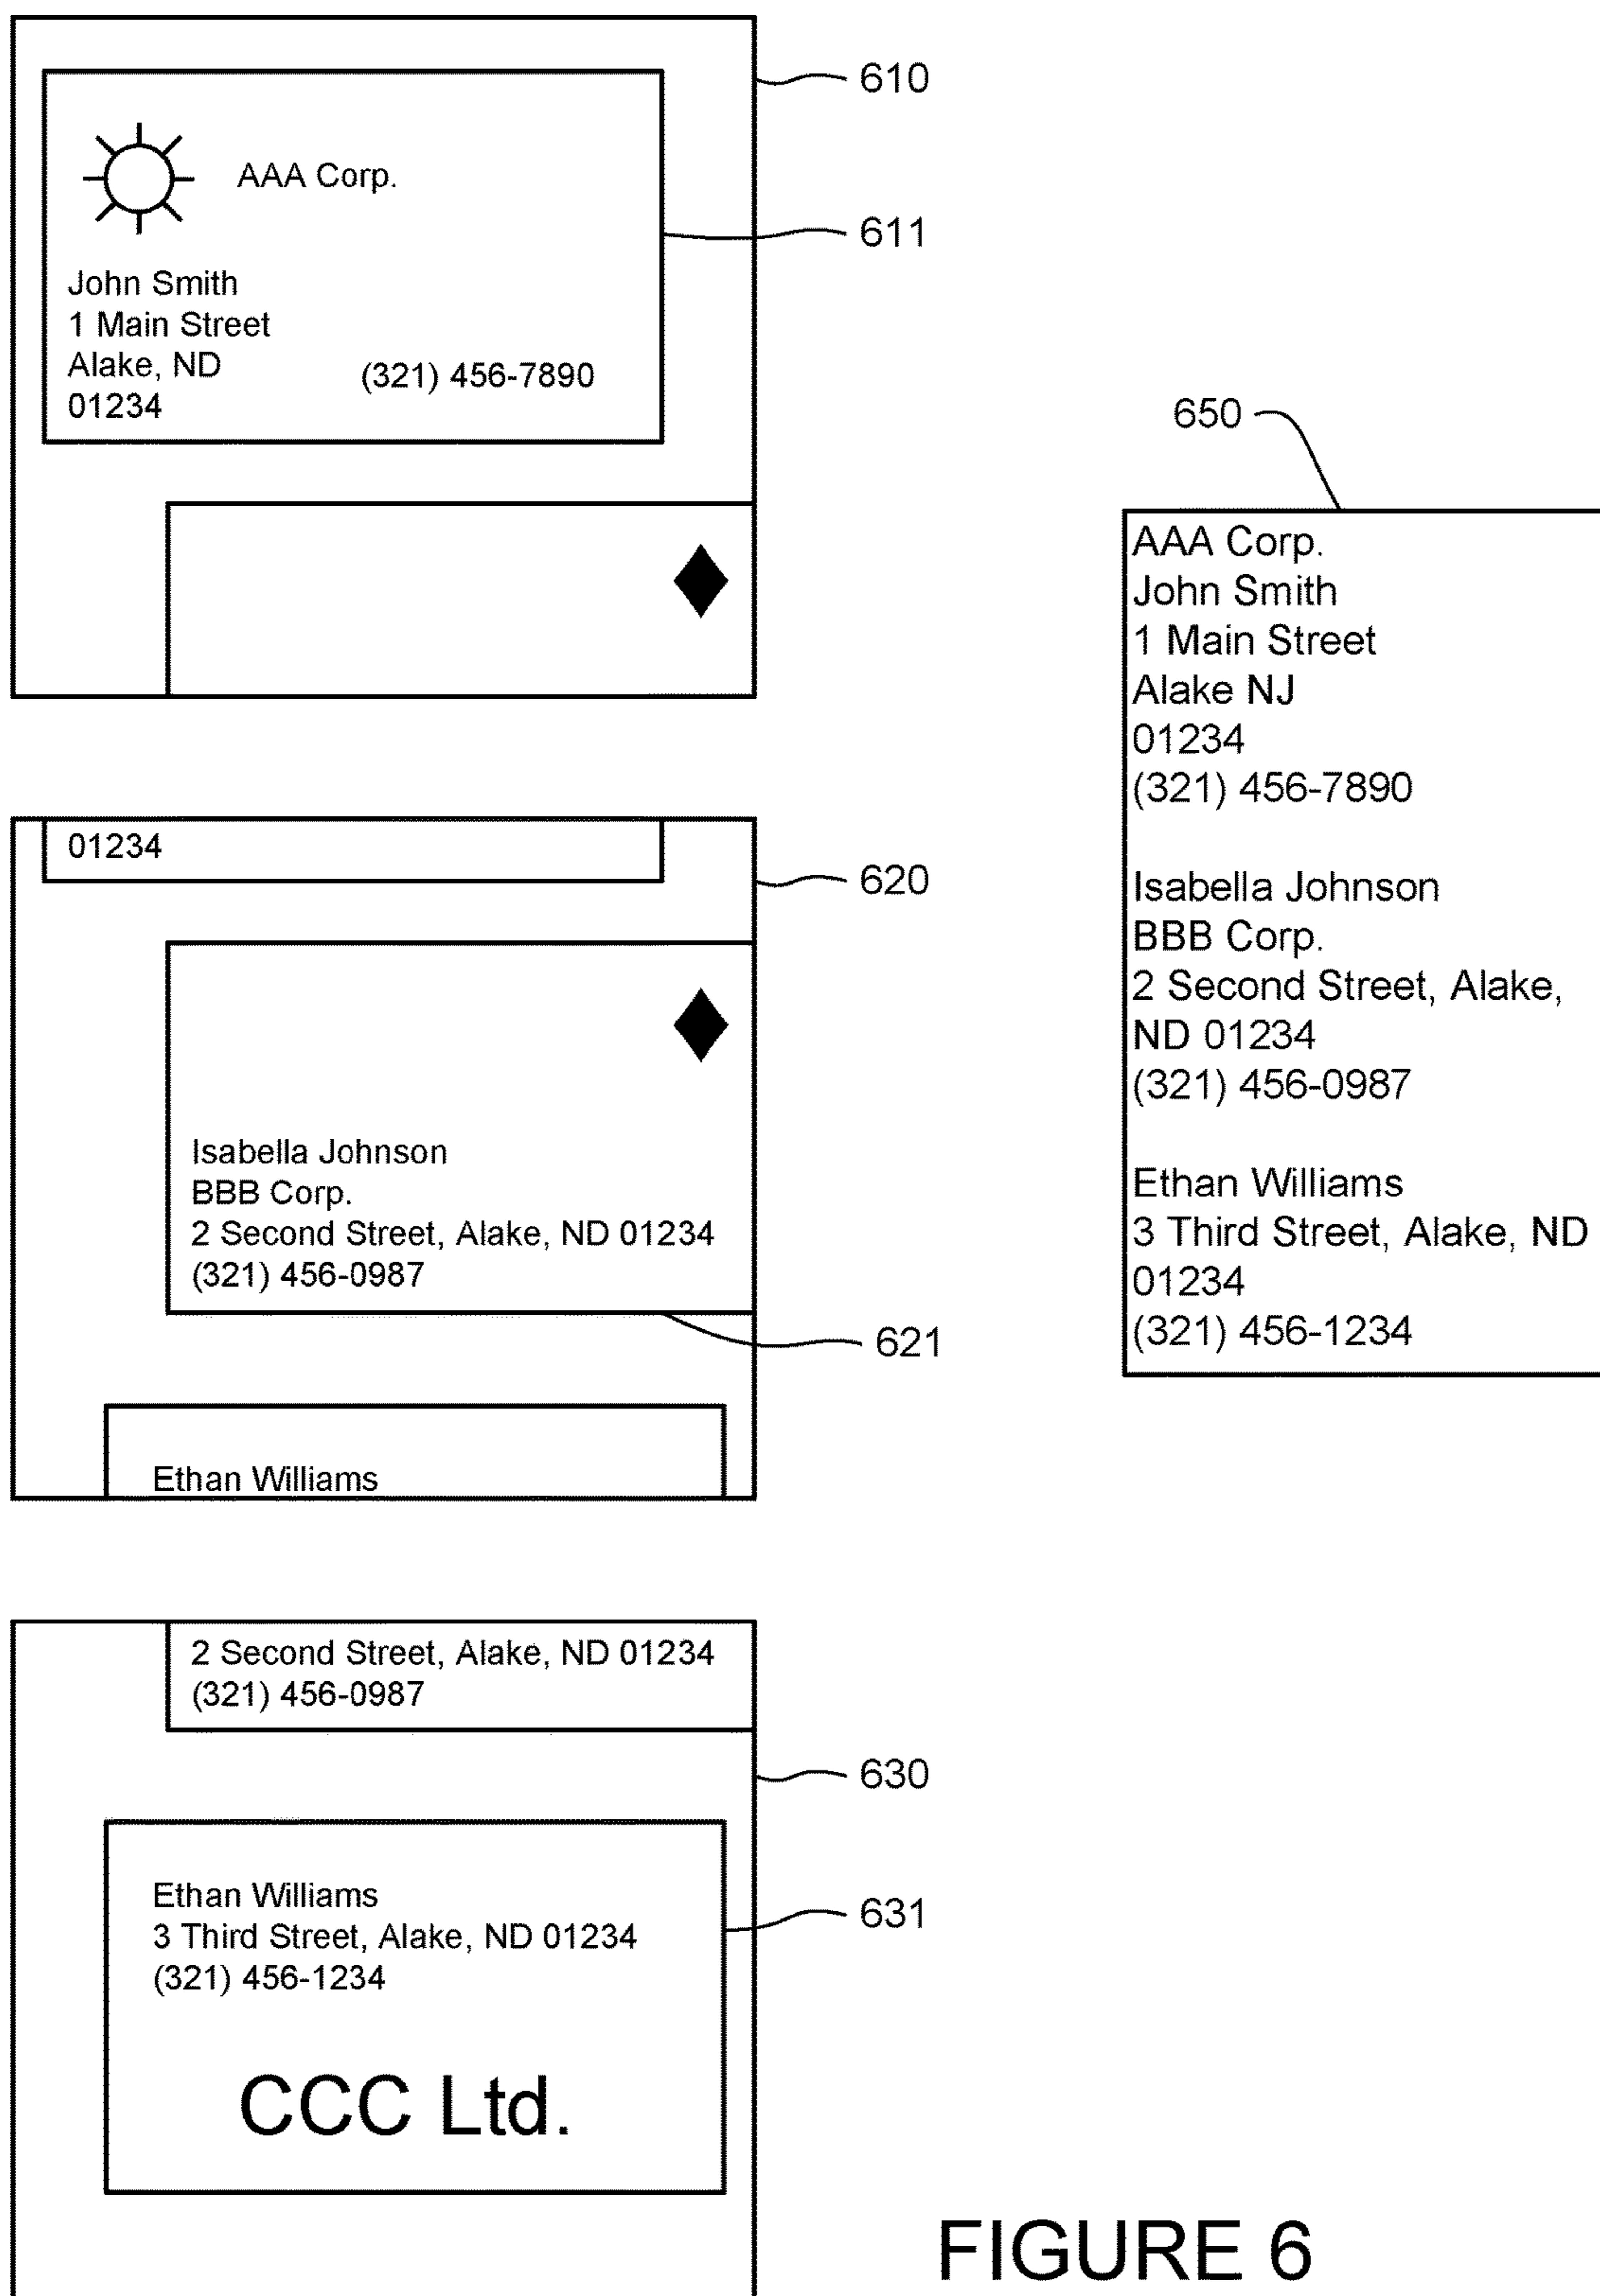 610
AAA Corp.
611
John Smith
1 Main Street
Alake, ND
01234
(321) 456-7890
01234
620
Isabella Johnson
BBB Corp.
2 Second Street, Alake, ND 01234
(321) 456-0987
621
Ethan Williams
2 Second Street, Alake, ND 01234
(321) 456-0987
630
Ethan Williams
3 Third Street, Alake, ND 01234
(321) 456-1234
631
CCC Ltd.
650
AAA Corp.
John Smith
1 Main Street
Alake NJ
01234
(321) 456-7890
Isabella Johnson
BBB Corp.
2 Second Street, Alake,
ND 01234
(321) 456-0987
Ethan Williams
3 Third Street, Alake, ND
01234
(321) 456-1234
FIGURE 6